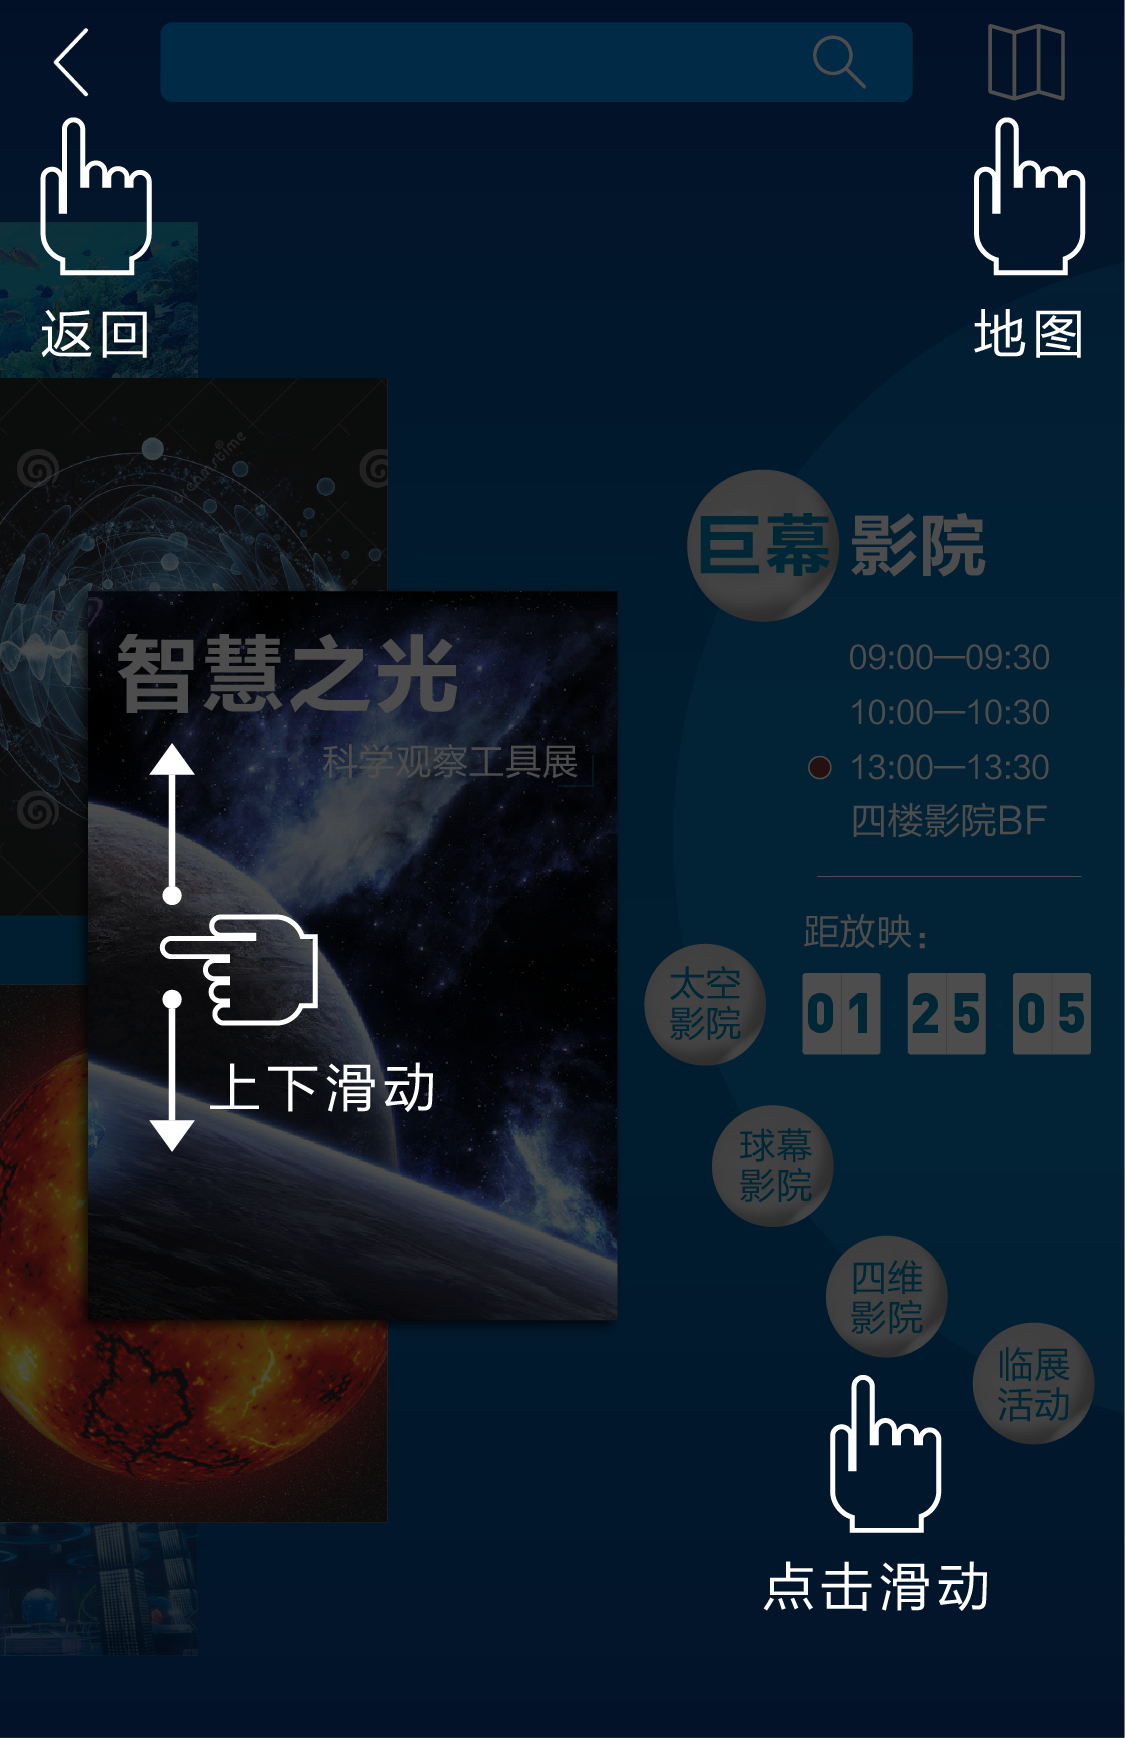 返回
地图
dreamstime
巨幕影院
09:00—09:30
10:00—10:30
13:00—13:30
四楼影院BF
智慧之光
科学观察工具展
距放映：
01 25 05
太空
影院
上下滑动
球幕
影院
四维
影院
临展
活动
点击滑动